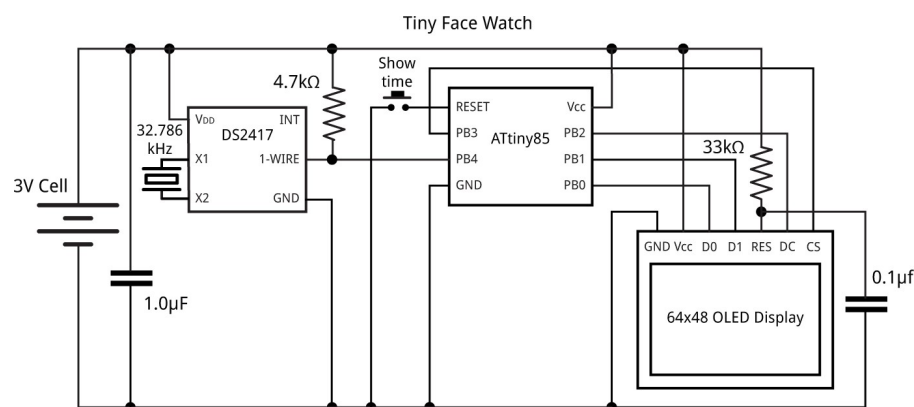 Tiny Face Watch
Show
time
4.7kΩ
32.786
kHz
VDD
INT
DS2417
X1
1-WIRE
X2
GND
RESET
Vcc
ATtiny85
PB3
PB2
PB4
PB1
GND
PB0
33kΩ
3V Cell
1.0µF
GND Vcc D0 D1 RES DC CS
64x48 OLED Display
0.1µf